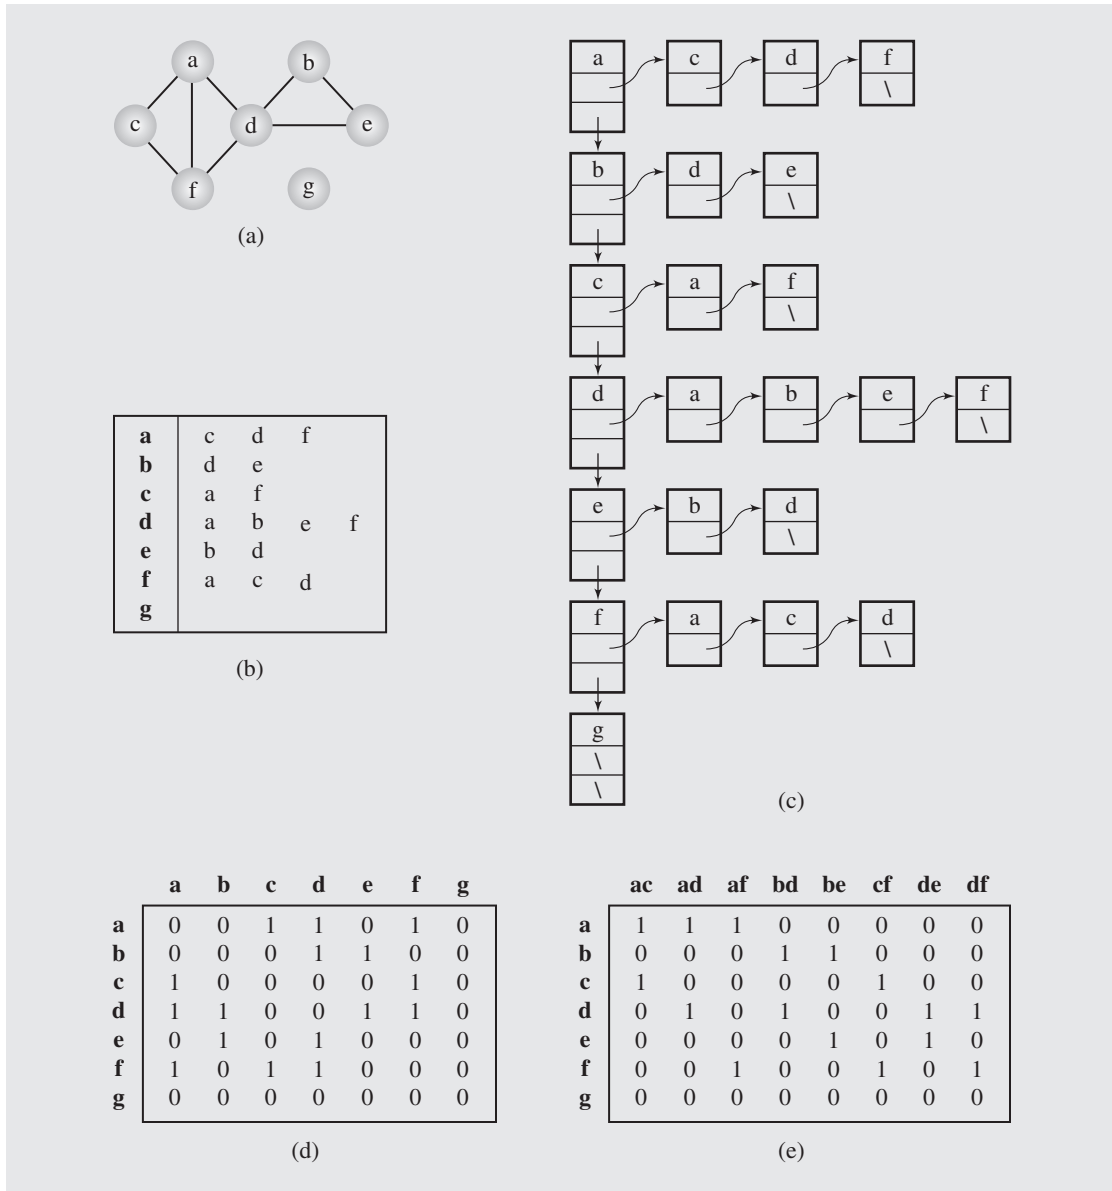 a b
c d e
f g
(a)
a c d f
b d e
c a f
d a b e f
e b d
f a c d
g
(b)
a c d f
\
b d e
\
c a f
\
d a b e f
\
e b d
\
f a c d
\
g
\
\
(c)
a b c d e f g
a 0 0 1 1 0 1 0
b 0 0 0 1 1 0 0
c 1 0 0 0 0 1 0
d 1 1 0 0 1 1 0
e 0 1 0 1 0 0 0
f 1 0 1 1 0 0 0
g 0 0 0 0 0 0 0
(d)
ac ad af bd be cf de df
a 1 1 1 0 0 0 0 0
b 0 0 0 1 1 0 0 0
c 1 0 0 0 0 1 0 0
d 0 1 0 1 0 0 1 1
e 0 0 0 0 1 0 1 0
f 0 0 1 0 0 1 0 1
g 0 0 0 0 0 0 0 0
(e)